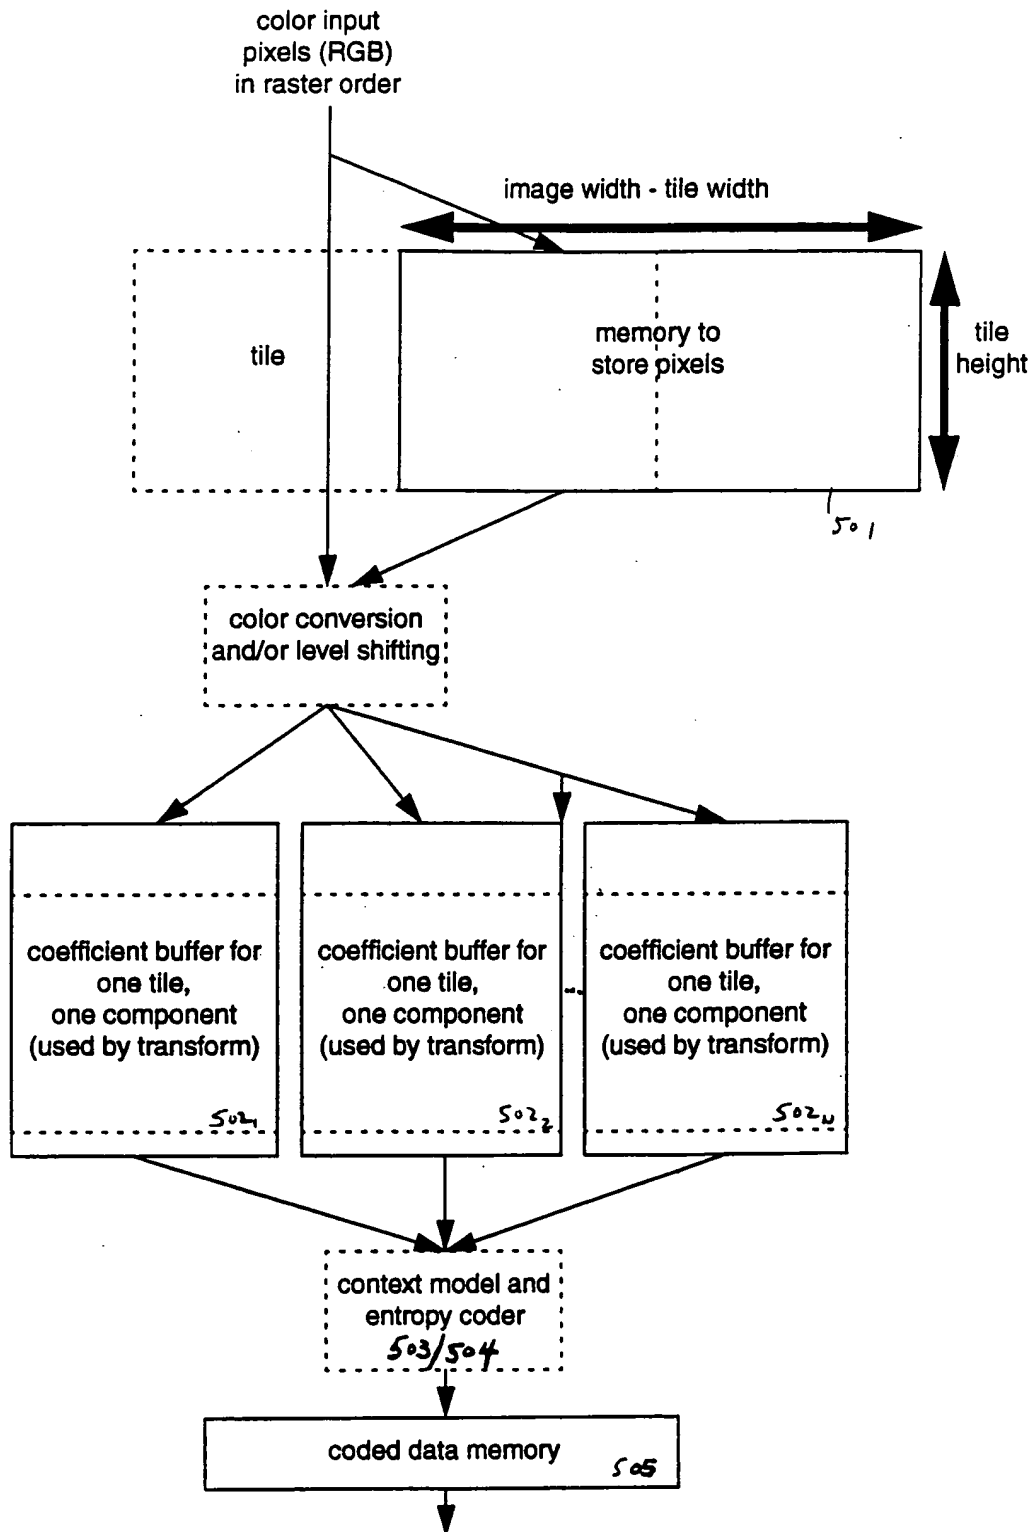 color input
pixels (RGB)
in raster order
image width - tile width
tile
memory to
store pixels
tile
height
501
color conversion
and/or level shifting
coefficient buffer for
one tile,
one component
(used by transform)
502₁
coefficient buffer for
one tile,
one component
(used by transform)
502₂
...
coefficient buffer for
one tile,
one component
(used by transform)
502N
context model and
entropy coder
503/504
coded data memory
505